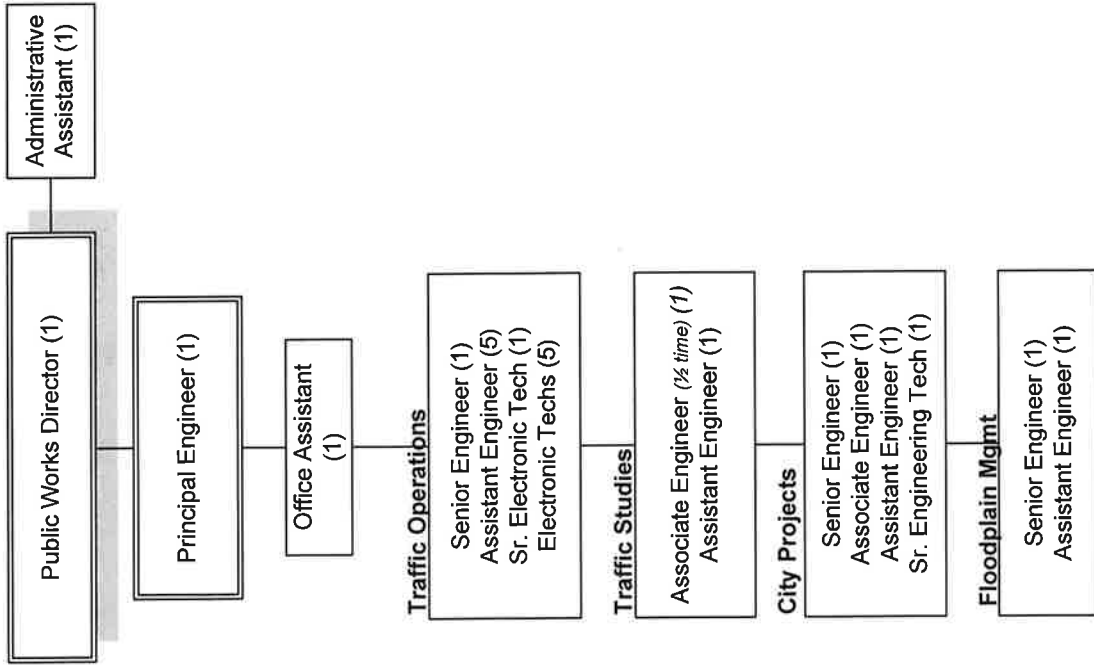 Public Works Director (1)
Administrative
Assistant (1)
Principal Engineer (1)
Office Assistant
(1)
Traffic Operations
Senior Engineer (1)
Assistant Engineer (5)
Sr. Electronic Tech (1)
Electronic Techs (5)
Traffic Studies
Associate Engineer (½ time) (1)
Assistant Engineer (1)
City Projects
Senior Engineer (1)
Associate Engineer (1)
Assistant Engineer (1)
Sr. Engineering Tech (1)
Floodplain Mgmt
Senior Engineer (1)
Assistant Engineer (1)